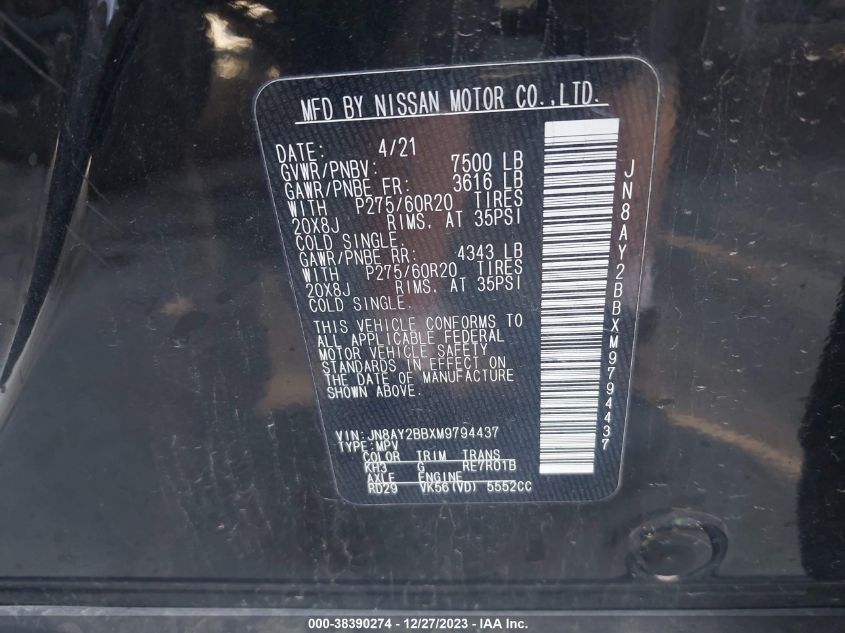 MFD BY NISSAN MOTOR CO.,LTD.
DATE: 4/21
GVWR/PNBV: 7500 LB
GAWR/PNBE FR: 3616 LB
WITH P275/60R20 TIRES
20X8J RIMS, AT 35PSI
COLD SINGLE.
GAWR/PNBE RR: 4343 LB
WITH P275/60R20 TIRES
20X8J RIMS, AT 35PSI
COLD SINGLE.
THIS VEHICLE CONFORMS TO
ALL APPLICABLE FEDERAL
MOTOR VEHICLE SAFETY
STANDARDS IN EFFECT ON
THE DATE OF MANUFACTURE
SHOWN ABOVE.
VIN: JN8AY2BBXM9794437
TYPE: MPV
COLOR TRIM TRANS
KH3 G RE7R01B
AXLE ENGINE
RD29 VK56(VD) 5552CC
JN8AY2BBXM9794437
000-38390274 - 12/27/2023 - IAA Inc.